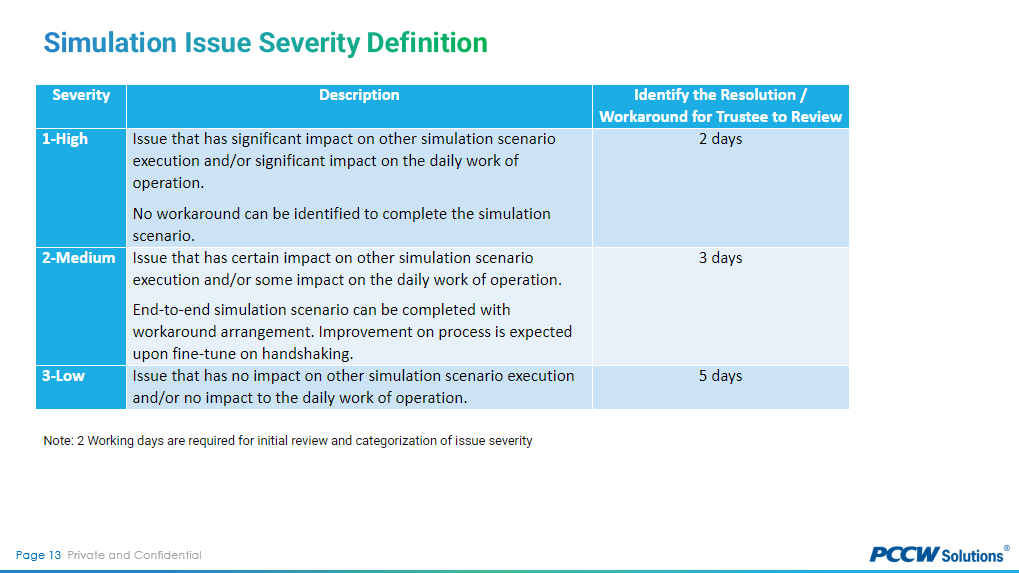 Simulation Issue Severity Definition
Severity
Description
Identify the Resolution /
Workaround for Trustee to Review
1-High
Issue that has significant impact on other simulation scenario
execution and/or significant impact on the daily work of
operation.
No workaround can be identified to complete the simulation
scenario.
2 days
2-Medium
Issue that has certain impact on other simulation scenario
execution and/or some impact on the daily work of operation.
End-to-end simulation scenario can be completed with
workaround arrangement. Improvement on process is expected
upon fine-tune on handshaking.
3 days
3-Low
Issue that has no impact on other simulation scenario execution
and/or no impact to the daily work of operation.
5 days
Note: 2 Working days are required for initial review and categorization of issue severity
Page 13 Private and Confidential
PCCW Solutions®